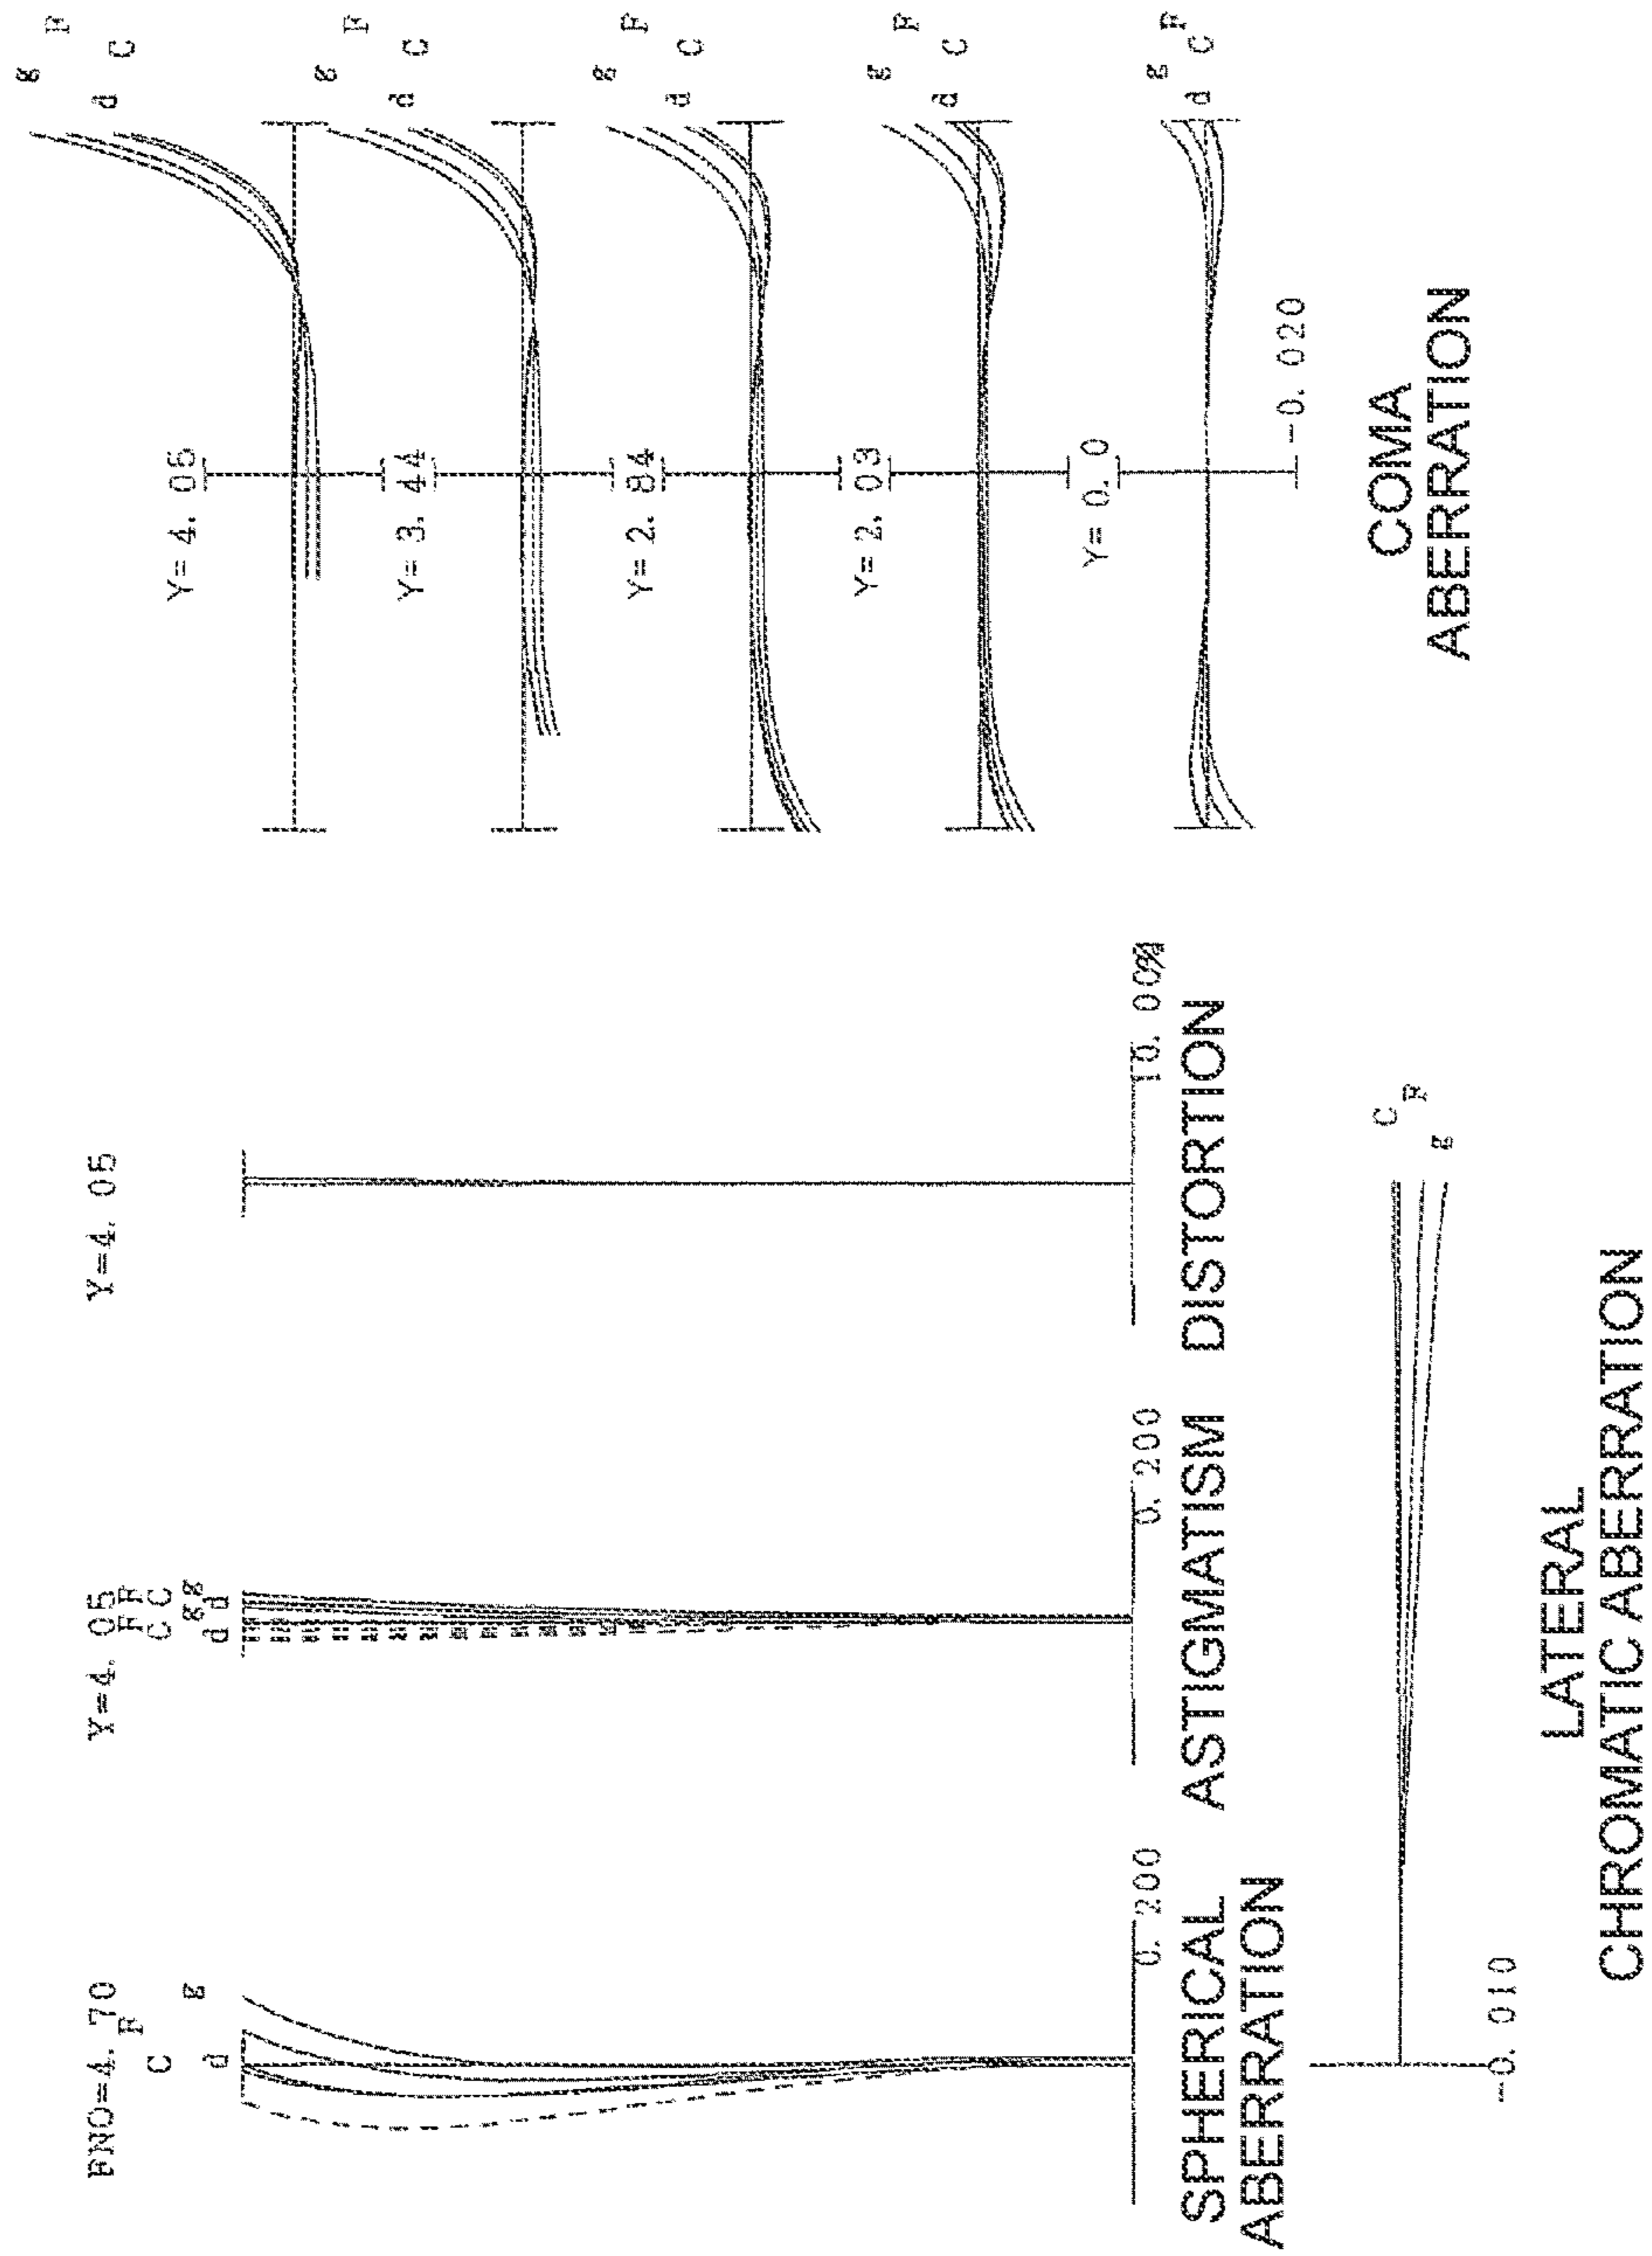 FNO=4. 70
F
C
g
d
0. 200
SPHERICAL
ABERRATION
Y=4. 05
F F
C C
g g
d d
0. 200
ASTIGMATISM
Y=4. 05
10. 00%
DISTORTION
C
F
g
-0. 010
LATERAL
CHROMATIC ABERRATION
Y= 4. 05
g
F
d
C
Y= 3. 44
g
F
d
C
Y= 2. 84
g
F
d
C
Y= 2. 03
g
F
d
C
Y= 0. 0
g
F
d
C
-0. 020
COMA
ABERRATION